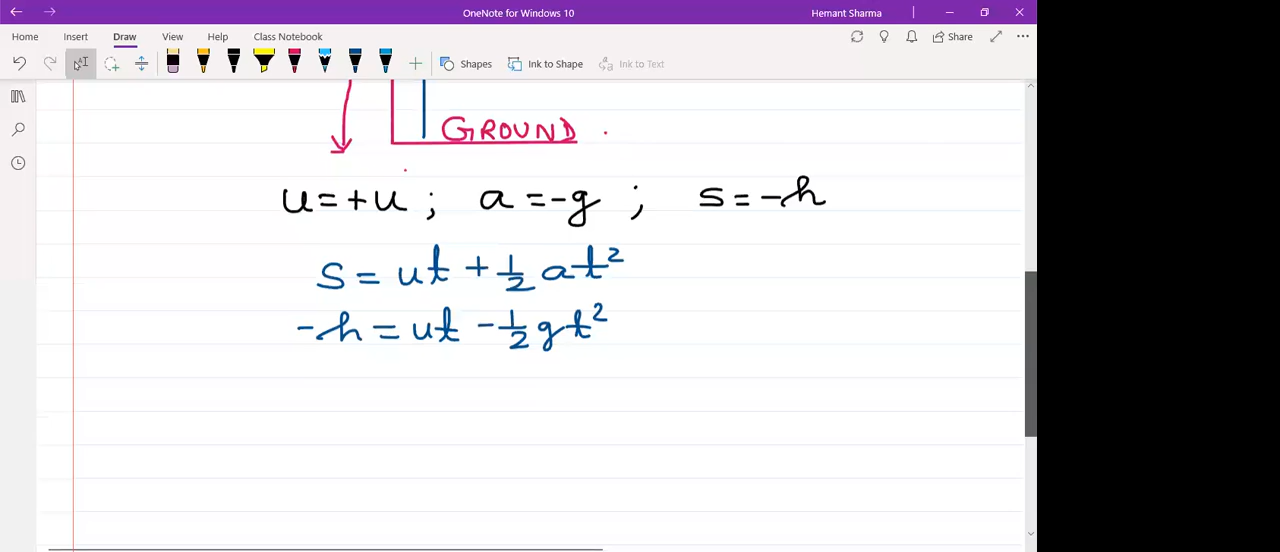 OneNote for Windows 10
Hemant Sharma
Home Insert Draw View Help Class Notebook
Share
Shapes Ink to Shape Ink to Text
GROUND
u = +u ; a = -g ; s = -h
S = ut + 1/2 at²
-h = ut - 1/2 gt²